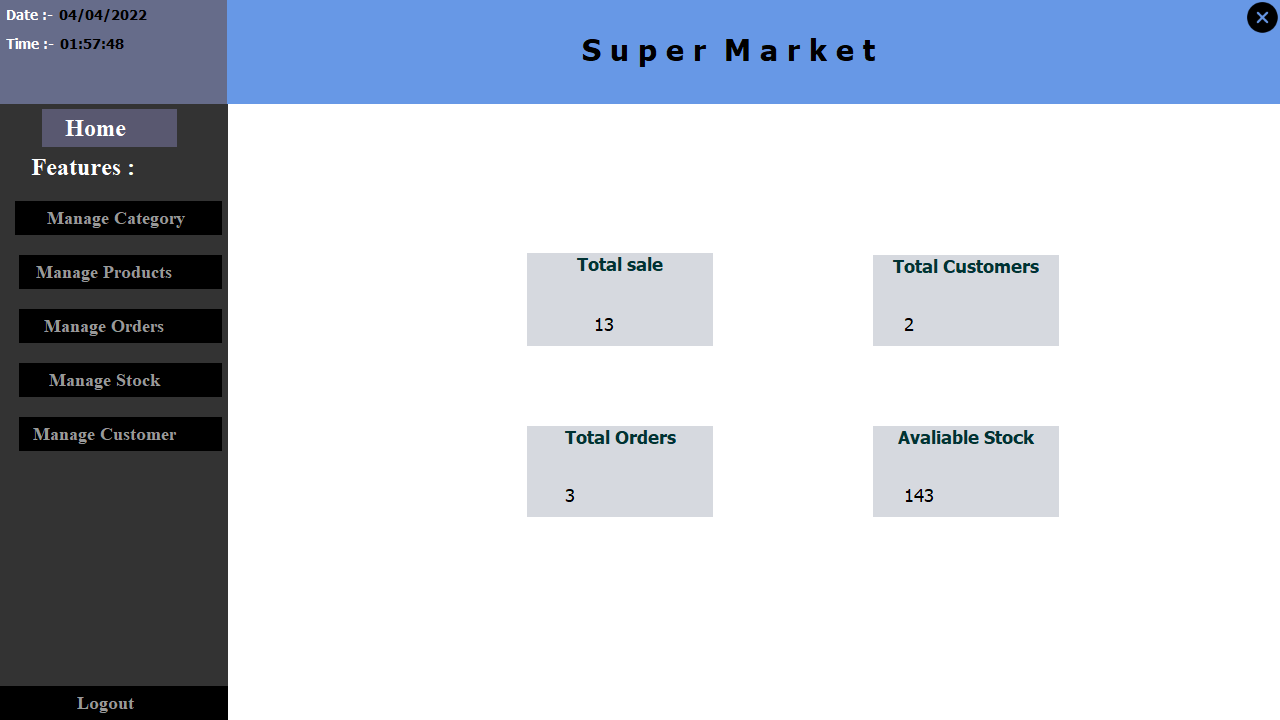 Date :- 04/04/2022
Time :- 01:57:48
Super Market
Home
Features :
Manage Category
Manage Products
Manage Orders
Manage Stock
Manage Customer
Logout
Total sale
13
Total Customers
2
Total Orders
3
Avaliable Stock
143